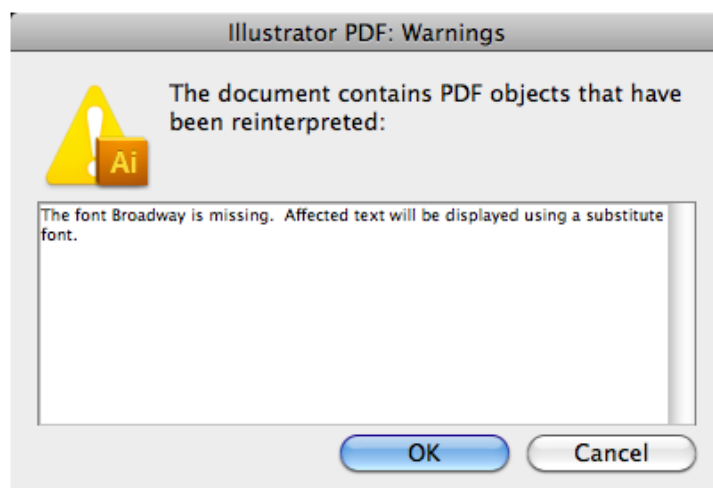 Illustrator PDF: Warnings
The document contains PDF objects that have
been reinterpreted:
Ai
The font Broadway is missing.  Affected text will be displayed using a substitute
font.
OK
Cancel